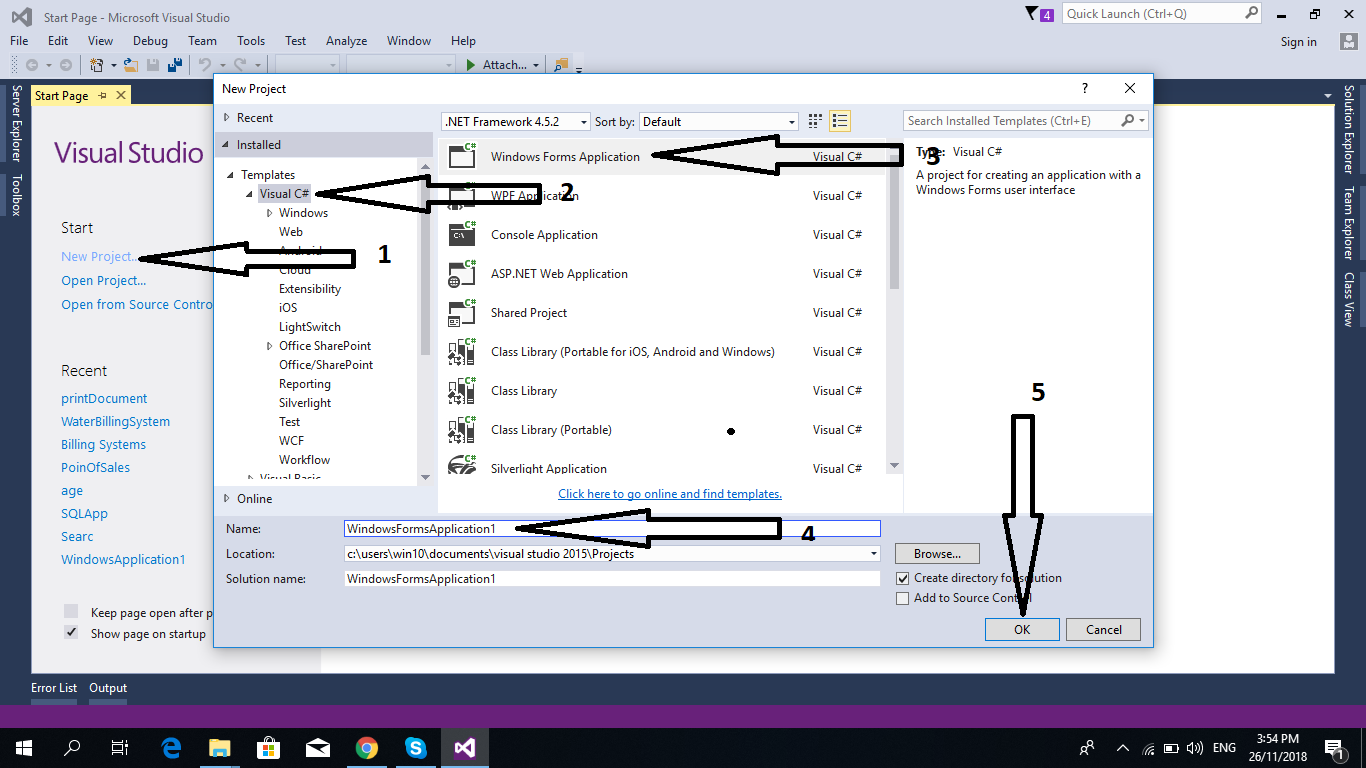 Start Page - Microsoft Visual Studio
4
Quick Launch (Ctrl+Q)
File Edit View Debug Team Tools Test Analyze Window Help
Sign in
Attach...
Server Explorer
Toolbox
Start Page
Visual Studio
Start
New Project...
Open Project...
Open from Source Contro
Recent
printDocument
WaterBillingSystem
Billing Systems
PoinOfSales
age
SQLApp
Searc
WindowsApplication1
Keep page open after p
Show page on startup
New Project
?
Recent
Installed
Templates
Visual C#
Windows
Web
Android
Cloud
Extensibility
iOS
LightSwitch
Office SharePoint
Office/SharePoint
Reporting
Silverlight
Test
WCF
Workflow
Visual Basic
Online
.NET Framework 4.5.2 Sort by: Default
Search Installed Templates (Ctrl+E)
Windows Forms Application Visual C#
WPF Application Visual C#
Console Application Visual C#
ASP.NET Web Application Visual C#
Shared Project Visual C#
Class Library (Portable for iOS, Android and Windows) Visual C#
Class Library Visual C#
Class Library (Portable) Visual C#
Silverlight Application Visual C#
Click here to go online and find templates.
Type: Visual C#
A project for creating an application with a
Windows Forms user interface
1
2
3
4
5
Name: WindowsFormsApplication1
Location: c:\users\win10\documents\visual studio 2015\Projects
Browse...
Solution name: WindowsFormsApplication1
Create directory for solution
Add to Source Control
OK Cancel
Solution Explorer
Team Explorer
Class View
Error List Output
ENG
3:54 PM
26/11/2018
1